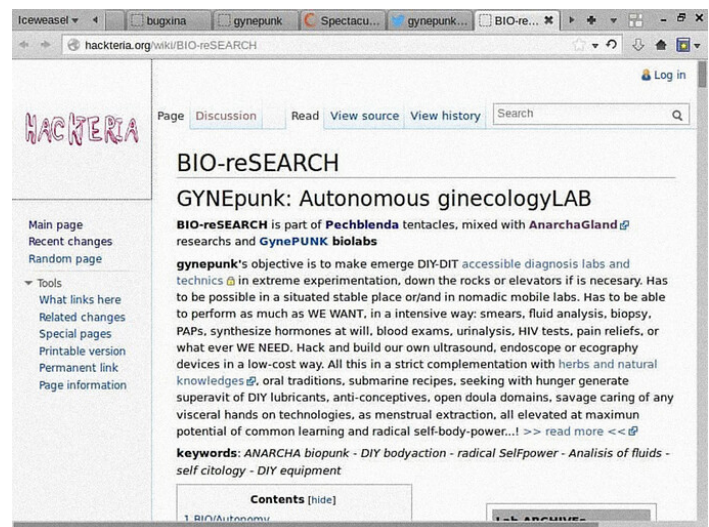 Iceweasel
bugxina
gynepunk
Spectacu...
gynepunk...
BIO-re...
hackteria.org/wiki/BIO-reSEARCH
Log in
HACKTERIA
Page Discussion Read View source View history Search
BIO-reSEARCH
GYNEpunk: Autonomous ginecologyLAB
BIO-reSEARCH is part of Pechblenda tentacles, mixed with AnarchaGland
researchs and GynePUNK biolabs
gynepunk's objective is to make emerge DIY-DIT accessible diagnosis labs and
technics in extreme experimentation, down the rocks or elevators if is necesary. Has
to be possible in a situated stable place or/and in nomadic mobile labs. Has to be able
to perform as much as WE WANT, in a intensive way: smears, fluid analysis, biopsy,
PAPs, synthesize hormones at will, blood exams, urinalysis, HIV tests, pain reliefs, or
what ever WE NEED. Hack and build our own ultrasound, endoscope or ecography
devices in a low-cost way. All this in a strict complementation with herbs and natural
knowledges, oral traditions, submarine recipes, seeking with hunger generate
superavit of DIY lubricants, anti-conceptives, open doula domains, savage caring of any
visceral hands on technologies, as menstrual extraction, all elevated at maximun
potential of common learning and radical self-body-power...! >> read more <<
keywords: ANARCHA biopunk - DIY bodyaction - radical SelFpower - Analisis of fluids -
self citology - DIY equipment
Contents [hide]
1 BIO/Autonomy
Lab ARCHIVEs
Main page
Recent changes
Random page
Tools
What links here
Related changes
Special pages
Printable version
Permanent link
Page information